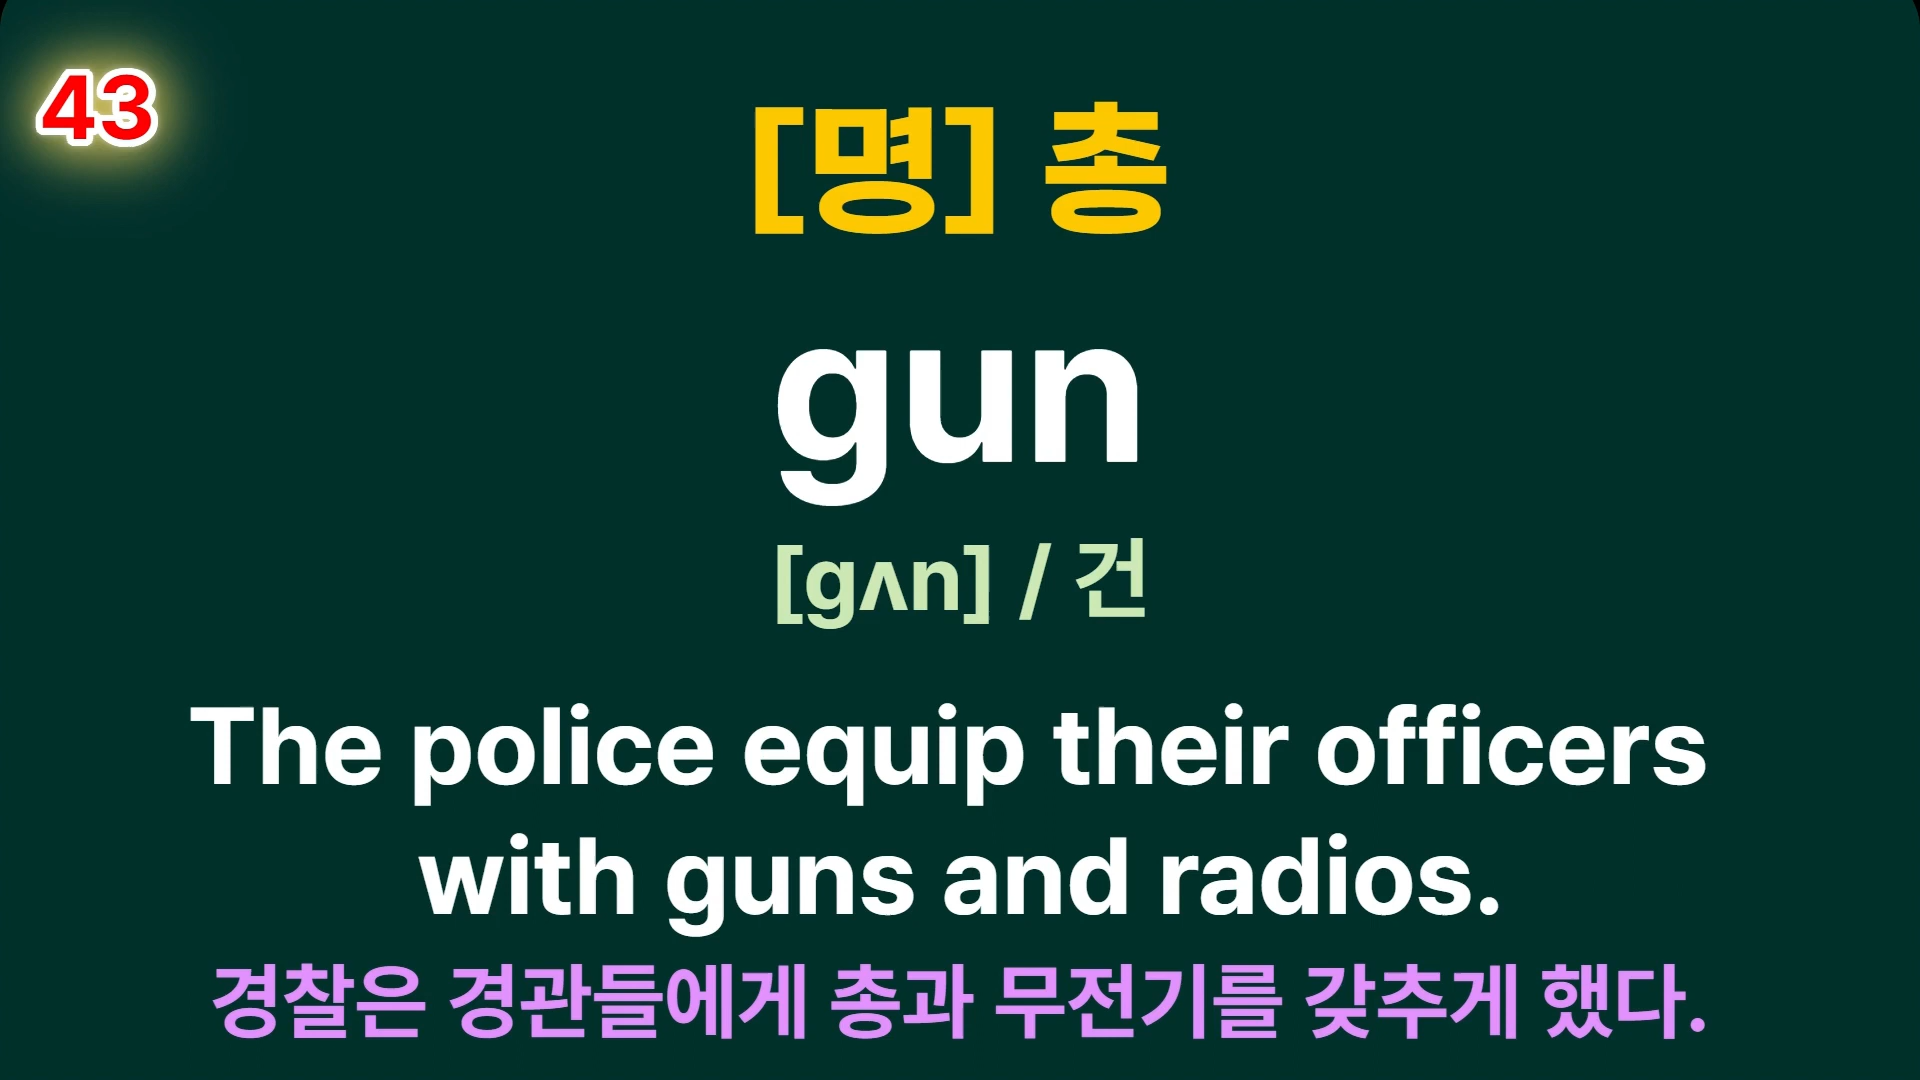 43
[명] 총
gun
[gʌn] / 건
The police equip their officers
with guns and radios.
경찰은 경관들에게 총과 무전기를 갖추게 했다.